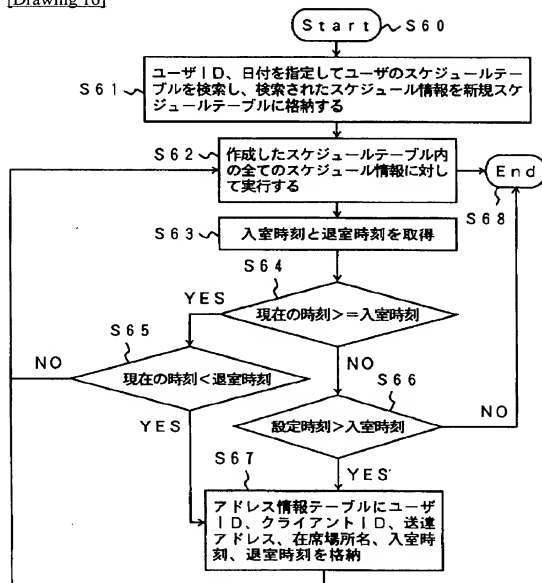 [Drawing 16]
Start
S60
S61
ユーザID、日付を指定してユーザのスケジュールテー
ブルを検索し、検索されたスケジュール情報を新規スケ
ジュールテーブルに格納する
S62
作成したスケジュールテーブル内
の全てのスケジュール情報に対し
て実行する
End
S68
S63
入室時刻と退室時刻を取得
S64
現在の時刻>=入室時刻
YES
NO
S65
現在の時刻<退室時刻
NO
YES
S66
設定時刻>入室時刻
NO
YES
S67
アドレス情報テーブルにユーザ
ID、クライアントID、送達
アドレス、在席場所名、入室時
刻、退室時刻を格納